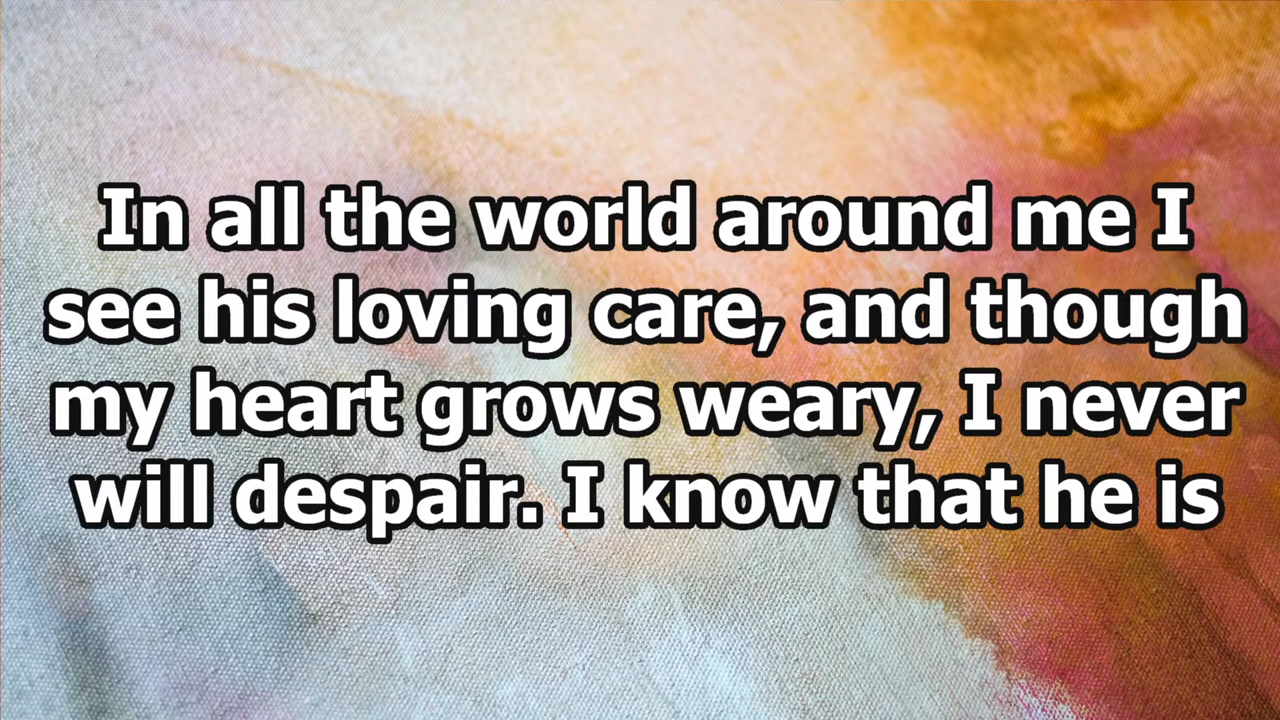 In all the world around me I
see his loving care, and though
my heart grows weary, I never
will despair. I know that he is